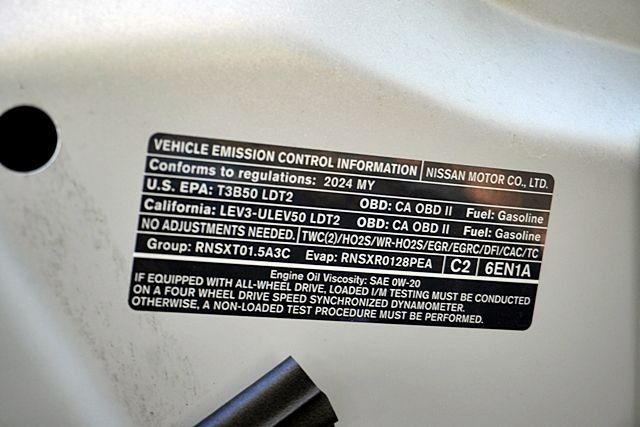 VEHICLE EMISSION CONTROL INFORMATION NISSAN MOTOR CO., LTD.
Conforms to regulations: 2024 MY
U.S. EPA: T3B50 LDT2 OBD: CA OBD II Fuel: Gasoline
California: LEV3-ULEV50 LDT2 OBD: CA OBD II Fuel: Gasoline
NO ADJUSTMENTS NEEDED. TWC(2)/HO2S/WR-HO2S/EGR/EGRC/DFI/CAC/TC
Group: RNSXT01.5A3C Evap: RNSXR0128PEA C2 6EN1A
Engine Oil Viscosity: SAE 0W-20
IF EQUIPPED WITH ALL-WHEEL DRIVE, LOADED I/M TESTING MUST BE CONDUCTED
ON A FOUR WHEEL DRIVE SPEED SYNCHRONIZED DYNAMOMETER.
OTHERWISE, A NON-LOADED TEST PROCEDURE MUST BE PERFORMED.